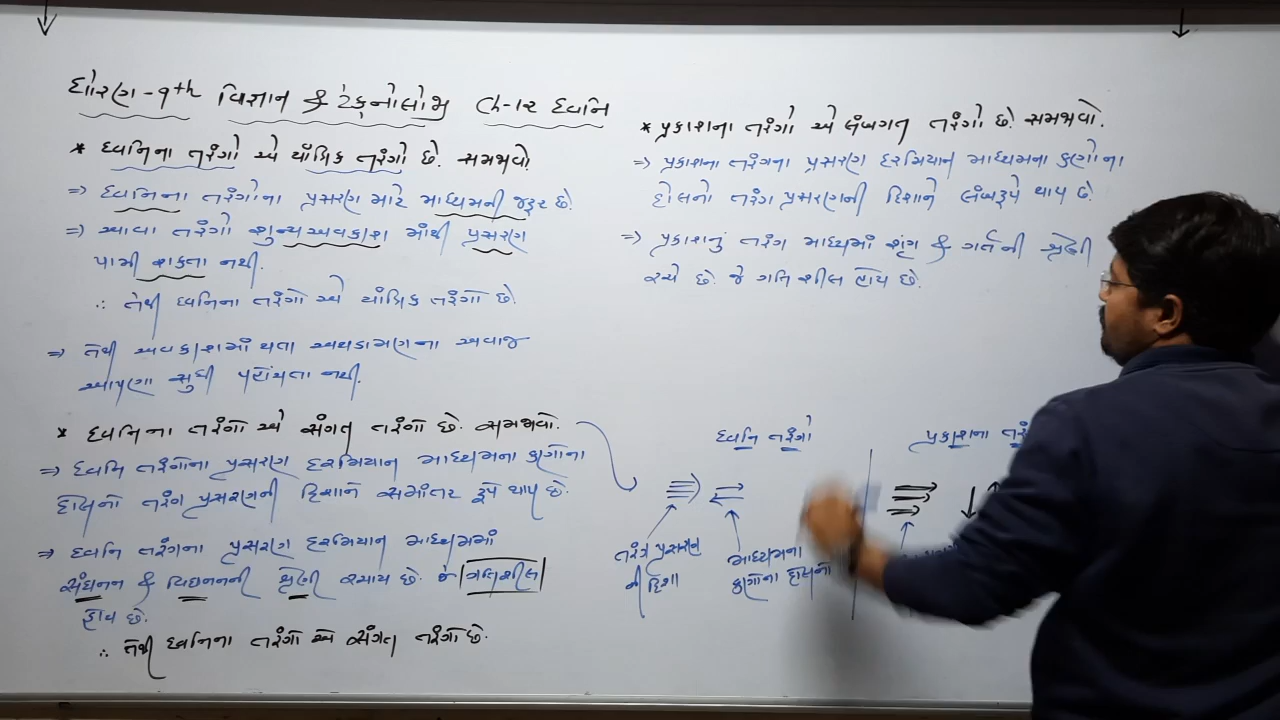 ધોરણ-9th વિજ્ઞાન & ટેકનોલોજી Ch-12 ધ્વનિ
* ધ્વનિના તરંગો એ યાંત્રિક તરંગો છે. સમજાવો
⇒ ધ્વનિના તરંગોના પ્રસરણ માટે માધ્યમની જરૂર છે.
⇒ આવા તરંગો શુન્યઅવકાશ માંથી પ્રસરણ
પામી શકતા નથી.
∴ તેથી ધ્વનિના તરંગો એ યાંત્રિક તરંગો છે.
⇒ તેથી અવકાશમાં થતા અથડામણના અવાજ
આપણા સુધી પહોંચતા નથી.
* ધ્વનિના તરંગો એ સંગત તરંગો છે. સમજાવો.
⇒ ધ્વનિ તરંગોના પ્રસરણ દરમિયાન માધ્યમના કણોના
દોલનો તરંગ પ્રસરણની દિશાને સમાંતર રૂપે થાય છે.
⇒ ધ્વનિ તરંગના પ્રસરણ દરમિયાન માધ્યમમાં
સંઘનન & વિઘનનની શ્રેણી રચાય છે. જે ગતિશીલ
હોય છે.
∴ તેથી ધ્વનિના તરંગો એ સંગત તરંગો છે.
* પ્રકાશના તરંગો એ લંબગત તરંગો છે. સમજાવો.
⇒ પ્રકાશના તરંગના પ્રસરણ દરમિયાન માધ્યમના કણોના
દોલનો તરંગ પ્રસરણની દિશાને લંબરૂપે થાય છે.
⇒ પ્રકાશનું તરંગ માધ્યમમાં શૃંગ & ગર્તની શ્રેણી
રચે છે. જે ગતિશીલ હોય છે.
ધ્વનિ તરંગો
પ્રકાશના
તરંગ પ્રસરણ
ની દિશા
માધ્યમના
કણોના દોલનો